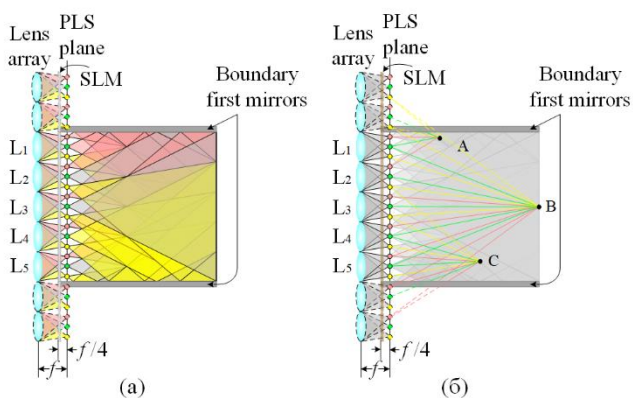 Lens
array
PLS
plane
SLM
Boundary
first mirrors
L1
L2
L3
L4
L5
f
f/4
(а)
Lens
array
PLS
plane
SLM
Boundary
first mirrors
L1
L2
L3
L4
L5
A
B
C
f
f/4
(б)